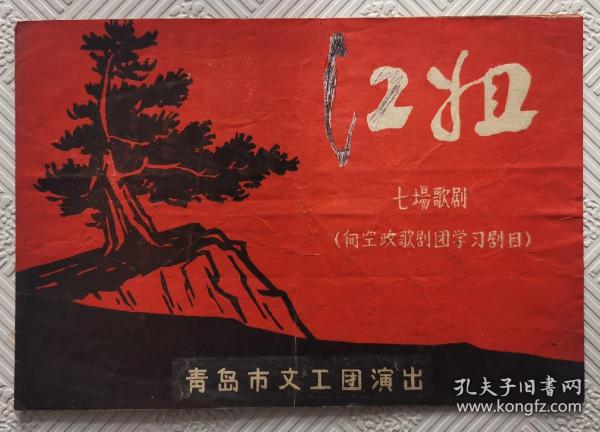 江姐
七場歌剧
(向空政歌剧团学习剧目)
青岛市文工团演出
孔夫子旧書网
www.kongfz.com